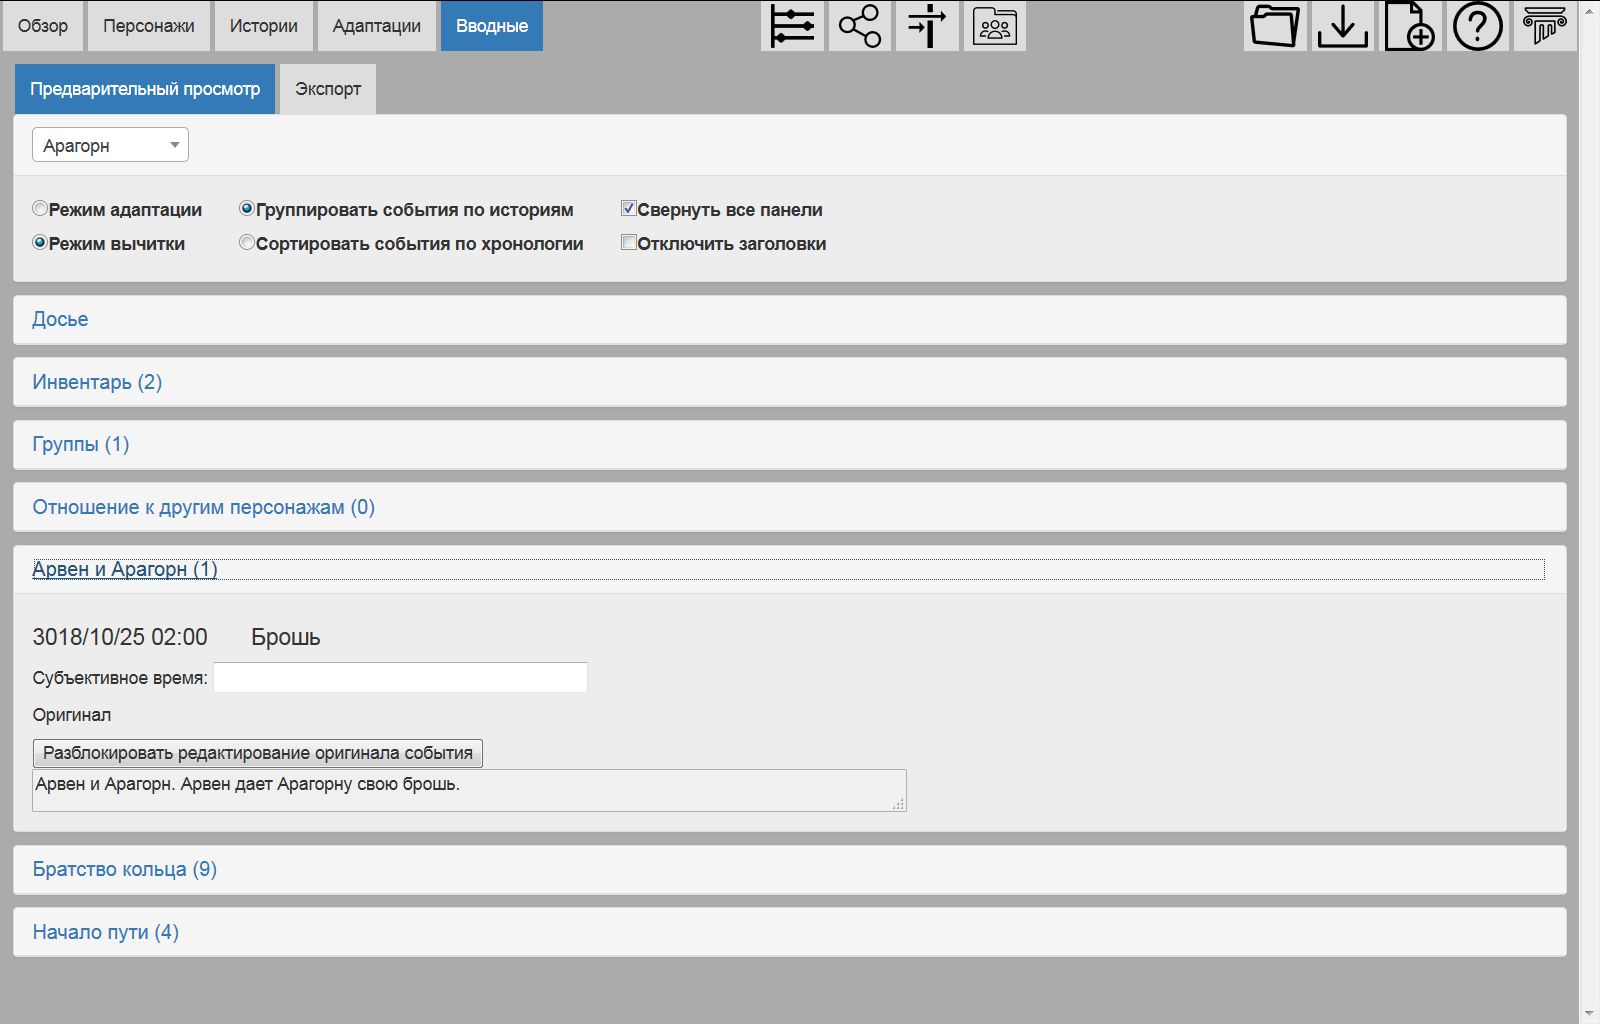 Обзор Персонажи Истории Адаптации Вводные
Предварительный просмотр Экспорт
Арагорн
Режим адаптации Группировать события по историям Свернуть все панели
Режим вычитки Сортировать события по хронологии Отключить заголовки
Досье
Инвентарь (2)
Группы (1)
Отношение к другим персонажам (0)
Арвен и Арагорн (1)
3018/10/25 02:00 Брошь
Субъективное время:
Оригинал
Разблокировать редактирование оригинала события
Арвен и Арагорн. Арвен дает Арагорну свою брошь.
Братство кольца (9)
Начало пути (4)